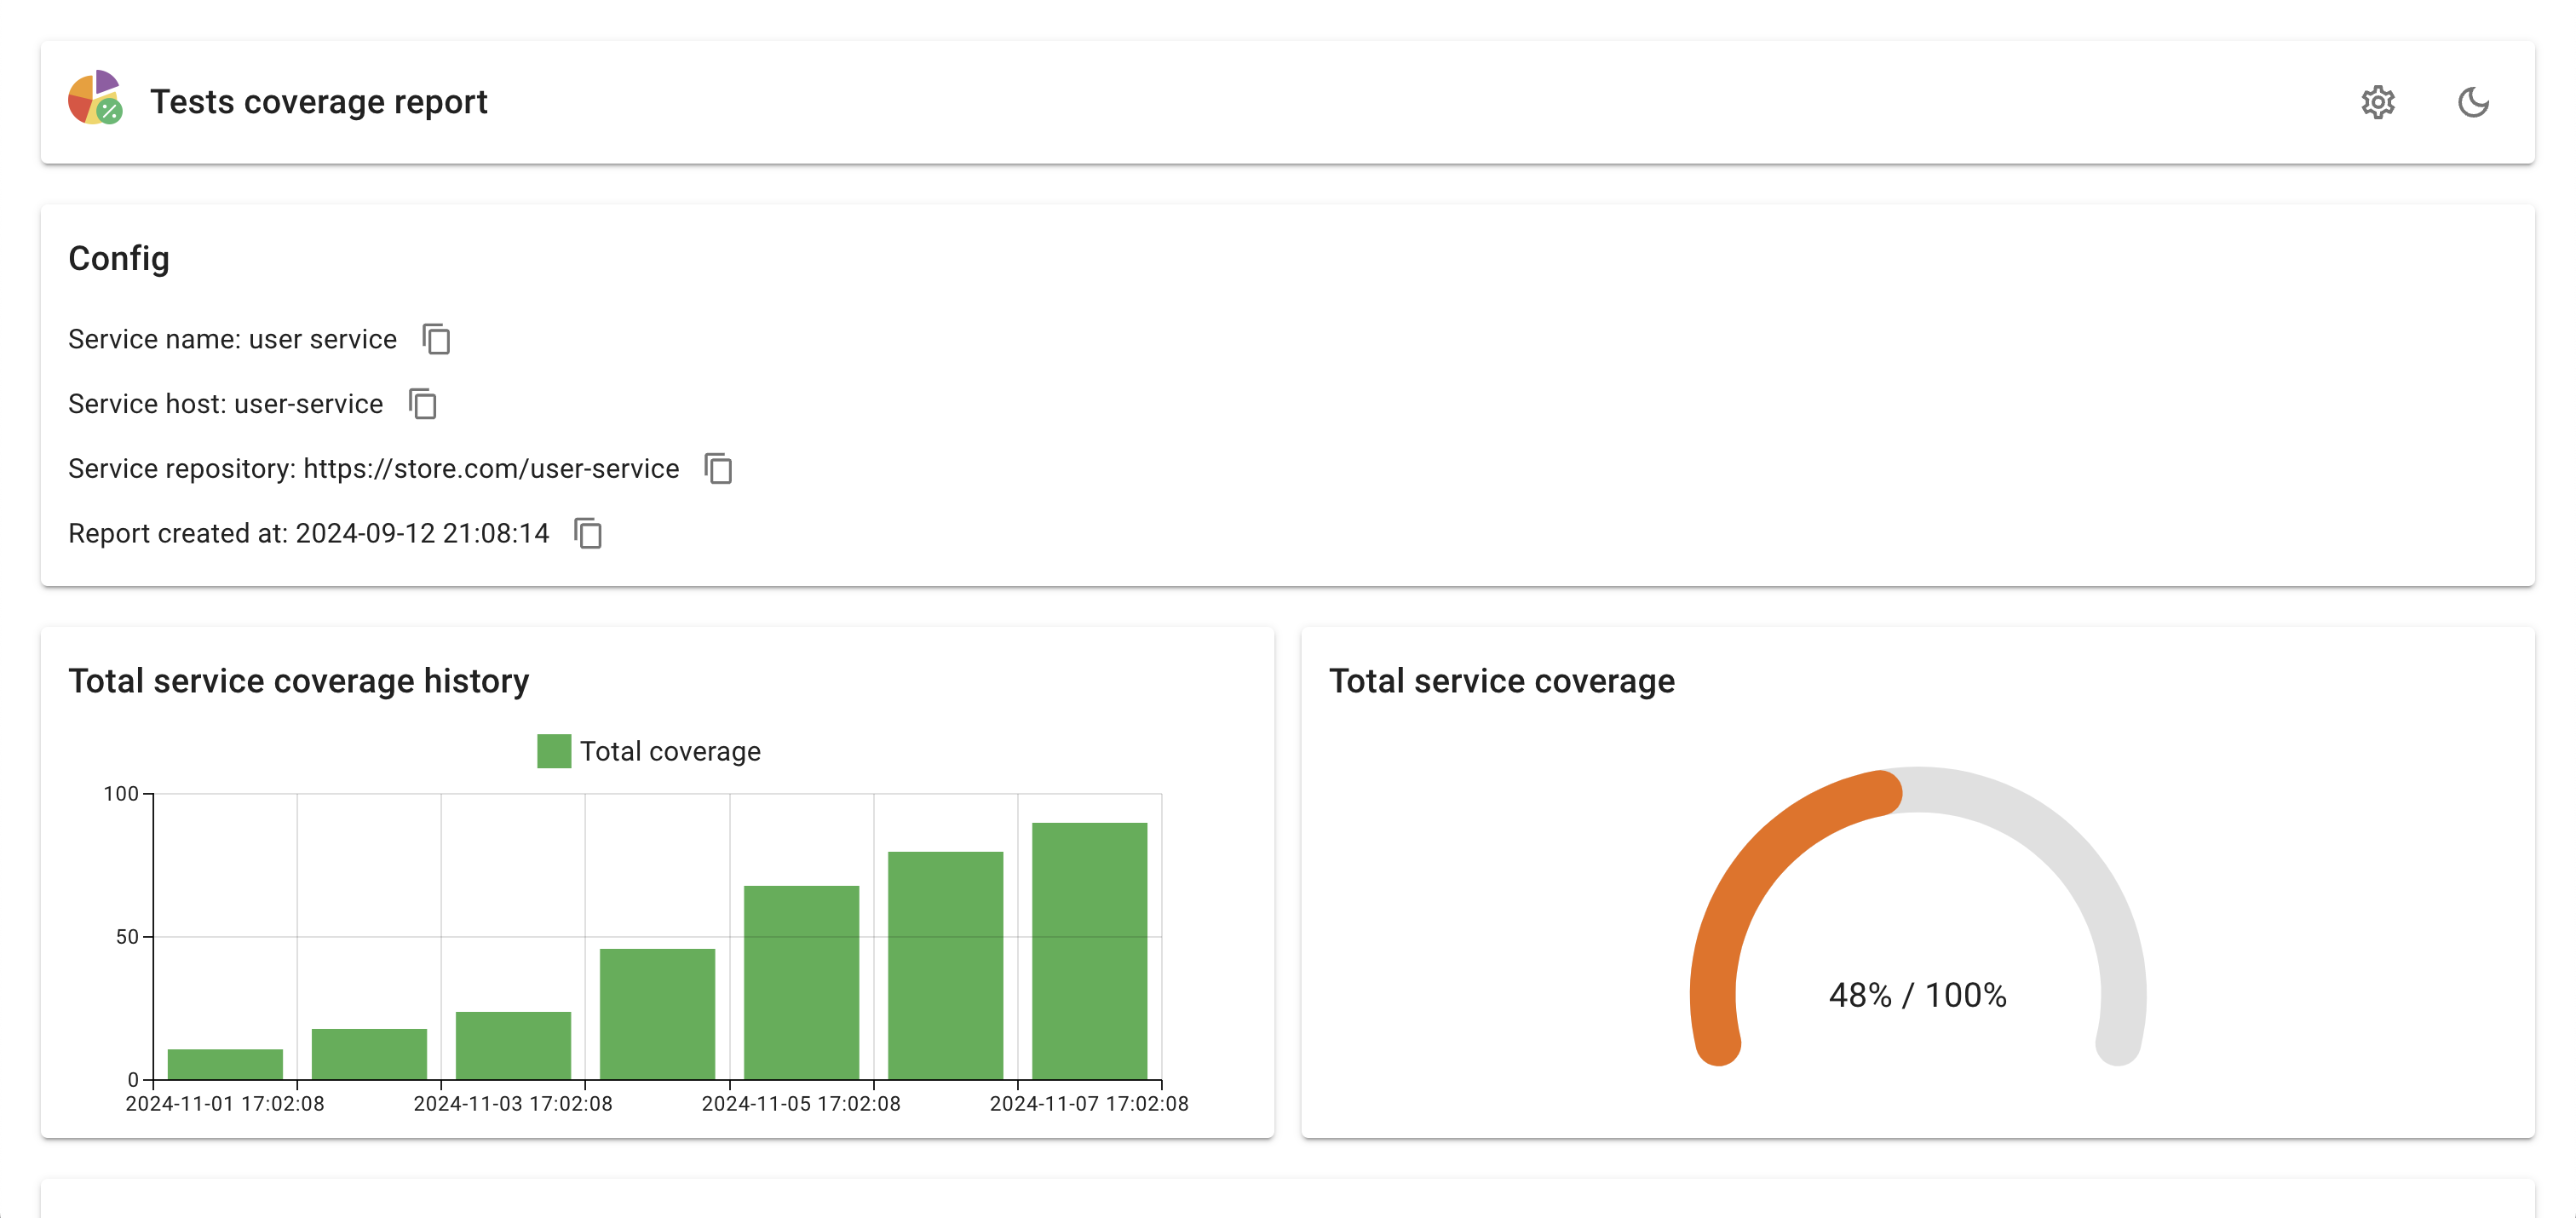 Tests coverage report
Config
Service name: user service
Service host: user-service
Service repository: https://store.com/user-service
Report created at: 2024-09-12 21:08:14
Total service coverage history
Total coverage
100
50
0
2024-11-01 17:02:08 2024-11-03 17:02:08 2024-11-05 17:02:08 2024-11-07 17:02:08
Total service coverage
48% / 100%